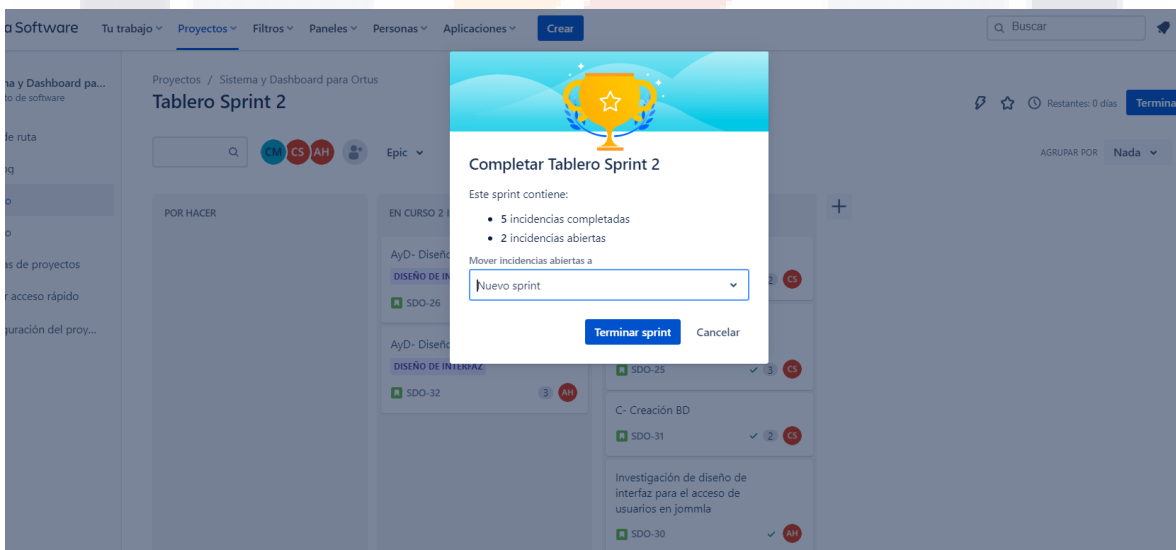 a Software Tu trabajo Proyectos Filtros Paneles Personas Aplicaciones Crear Buscar
na y Dashboard pa...
to de software
de ruta
og
o
o
as de proyectos
r acceso rápido
guración del proy...
Proyectos / Sistema y Dashboard para Ortus
Tablero Sprint 2
Restantes: 0 días Termina
CM CS AH Epic
AGRUPAR POR Nada
POR HACER
EN CURSO 2 I
AyD- Diseño
DISEÑO DE IN
SDO-26
AyD- Diseño
DISEÑO DE INTERFAZ
SDO-32 3 AH
Completar Tablero Sprint 2
Este sprint contiene:
5 incidencias completadas
2 incidencias abiertas
Mover incidencias abiertas a
Nuevo sprint
Terminar sprint Cancelar
2 CS
SDO-25 3 CS
C- Creación BD
SDO-31 2 CS
Investigación de diseño de
interfaz para el acceso de
usuarios en jommla
SDO-30 AH